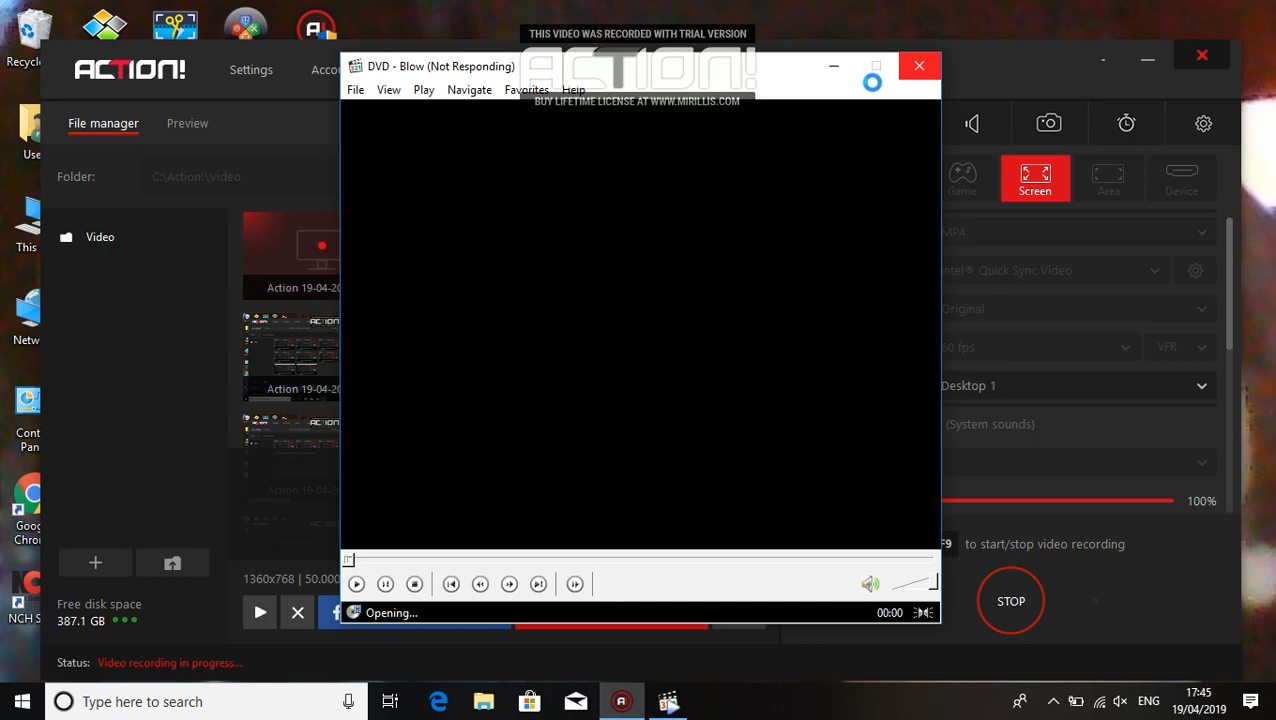 Recycl
THIS VIDEO WAS RECORDED WITH TRIAL VERSION
ACTION!
BUY LIFETIME LICENSE AT WWW.MIRILLIS.COM
ACTION!
Settings
Accou
File manager
Preview
Folder:
C:\Action!\Video
Video
Action 19-04-20
Action 19-04-20
Action 19-04-20
1360x768 | 50.000
Free disk space
387.1 GB
Status:
Video recording in progress...
DVD - Blow (Not Responding)
File
View
Play
Navigate
Favorites
Help
Opening...
00:00
Game
Screen
Area
Device
MP4
Intel® Quick Sync Video
Original
60 fps
VFR
Desktop 1
(System sounds)
100%
F9
to start/stop video recording
STOP
Use
This
Netw
Cont
Pan
Goog
Chro
NCH S
Type here to search
ENG
17:45
19/04/2019